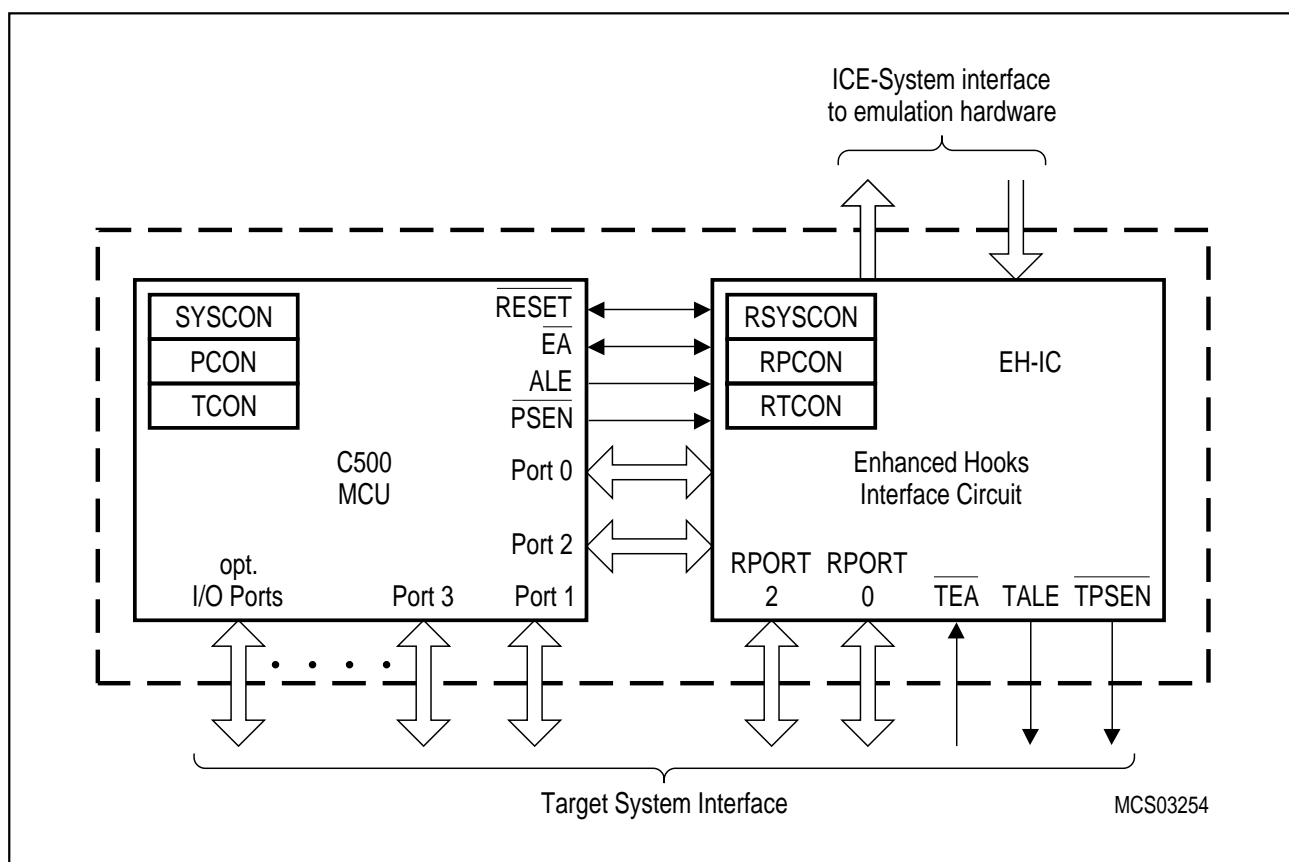 ICE-System interface
to emulation hardware
SYSCON
PCON
TCON
RESET
EA
ALE
PSEN
Port 0
Port 2
C500
MCU
opt.
I/O Ports
Port 3
Port 1
RSYSCON
RPCON
RTCON
EH-IC
Enhanced Hooks
Interface Circuit
RPORT
2
RPORT
0
TEA
TALE
TPSEN
Target System Interface
MCS03254